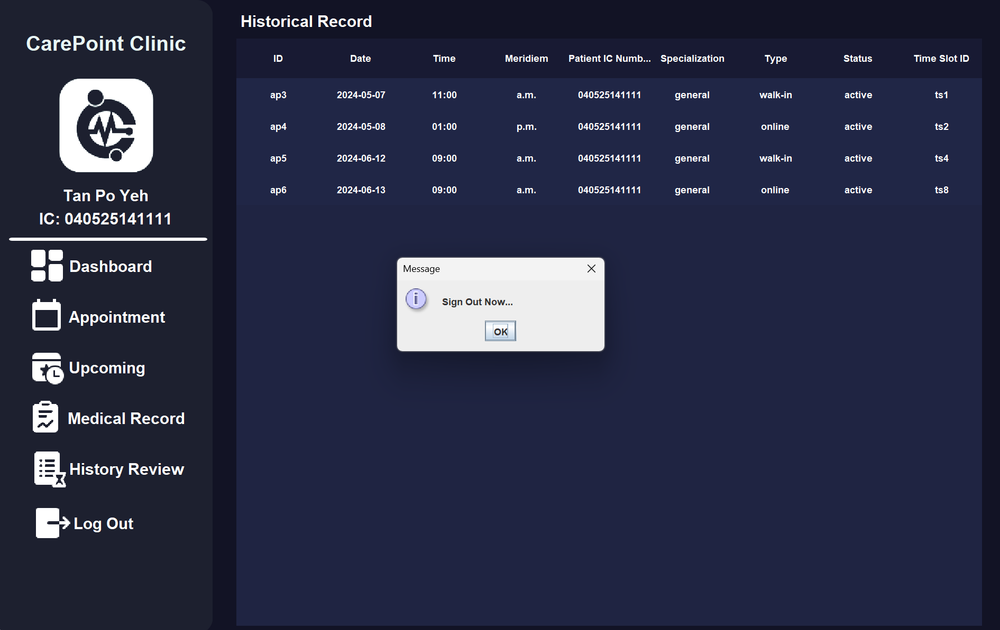 CarePoint Clinic
Tan Po Yeh
IC: 040525141111
Dashboard
Appointment
Upcoming
Medical Record
History Review
Log Out
Historical Record
ID Date Time Meridiem Patient IC Numb... Specialization Type Status Time Slot ID
ap3 2024-05-07 11:00 a.m. 040525141111 general walk-in active ts1
ap4 2024-05-08 01:00 p.m. 040525141111 general online active ts2
ap5 2024-06-12 09:00 a.m. 040525141111 general walk-in active ts4
ap6 2024-06-13 09:00 a.m. 040525141111 general online active ts8
Message
Sign Out Now...
OK